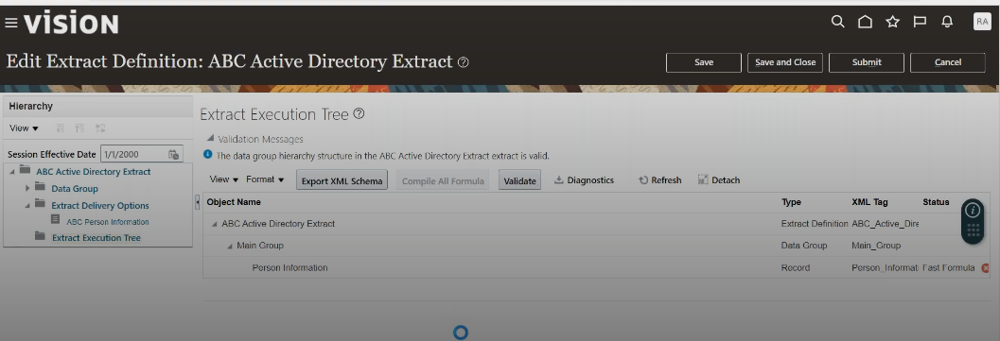 vision
RA
Edit Extract Definition: ABC Active Directory Extract
Save Save and Close Submit Cancel
Hierarchy
View
Session Effective Date 1/1/2000
ABC Active Directory Extract
Data Group
Extract Delivery Options
ABC Person Information
Extract Execution Tree
Extract Execution Tree
Validation Messages
The data group hierarchy structure in the ABC Active Directory Extract extract is valid.
View Format Export XML Schema Compile All Formula Validate Diagnostics Refresh Detach
Object Name Type XML Tag Status
ABC Active Directory Extract Extract Definition ABC_Active_Dire
Main Group Data Group Main_Group
Person Information Record Person_Informati Fast Formula